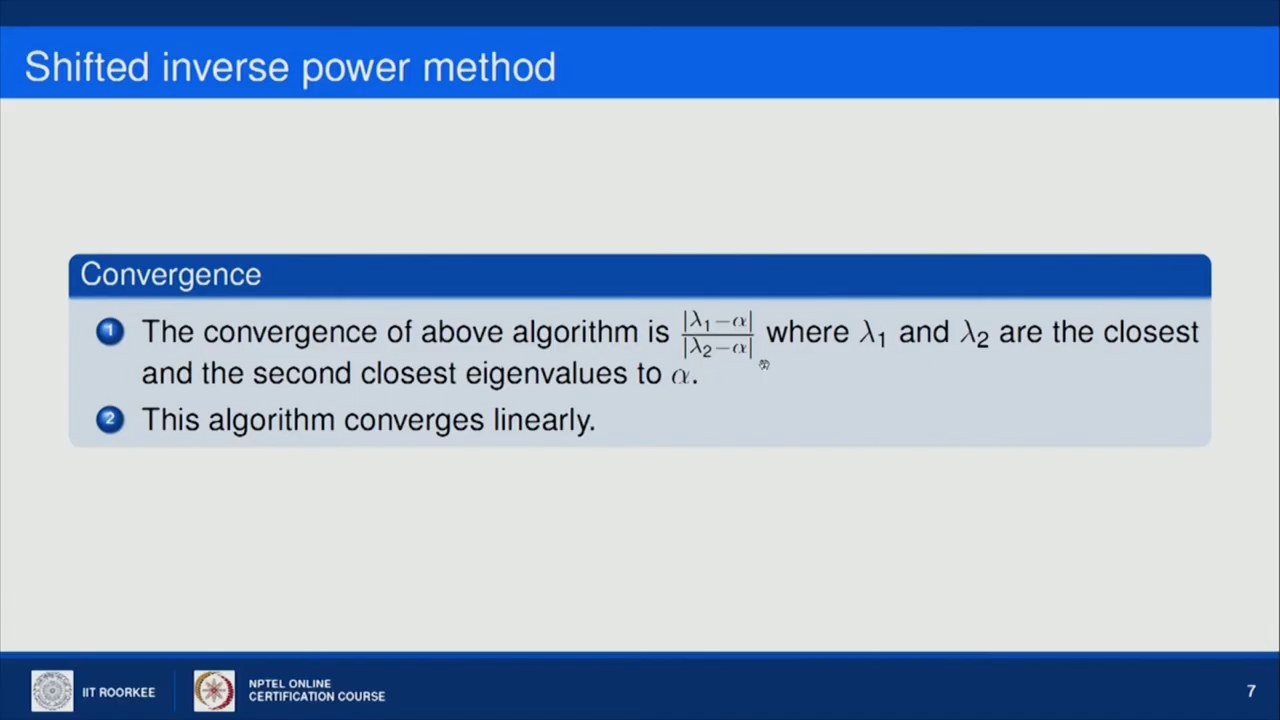 Shifted inverse power method
Convergence
1 The convergence of above algorithm is |λ₁−α|/|λ₂−α| where λ₁ and λ₂ are the closest
and the second closest eigenvalues to α.
2 This algorithm converges linearly.
IIT ROORKEE
NPTEL ONLINE
CERTIFICATION COURSE
7